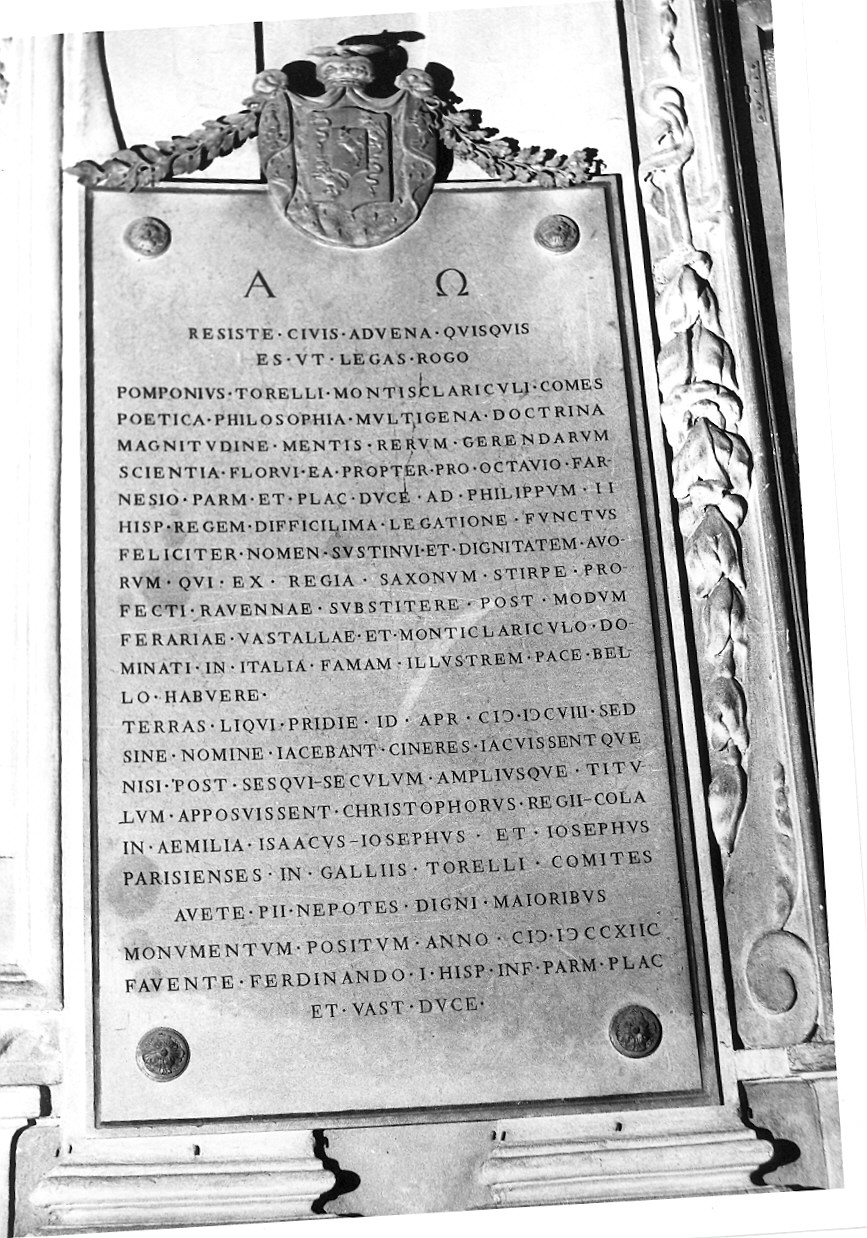 Α Ω
RESISTE·CIVIS·ADVENA·QVISQVIS
ES·VT·LEGAS·ROGO
POMPONIVS·TORELLI·MONTISCLARICVLI·COMES
POETICA·PHILOSOPHIA·MVLTIGENA·DOCTRINA
MAGNITVDINE·MENTIS·RERVM·GERENDARVM
SCIENTIA·FLORVI·EA·PROPTER·PRO·OCTAVIO·FAR-
NESIO·PARM·ET·PLAC·DVCE·AD·PHILIPPVM·II
HISP·REGEM·DIFFICILIMA·LEGATIONE·FVNCTVS
FELICITER·NOMEN·SVSTINVI·ET·DIGNITATEM·AVO-
RVM·QVI·EX·REGIA·SAXONVM·STIRPE·PRO-
FECTI·RAVENNAE·SVBSTITERE·POST·MODVM
FERARIAE·VASTALLAE·ET·MONTICLARICVLO·DO-
MINATI·IN·ITALIA·FAMAM·ILLVSTREM·PACE·BEL-
LO·HABVERE·
TERRAS·LIQVI·PRIDIE·ID·APR·CIↃ·IↃCVIII·SED
SINE·NOMINE·IACEBANT·CINERES·IACVISSENTQVE
NISI·POST·SESQVI-SECVLVM·AMPLIVSQVE·TITV-
LVM·APPOSVISSENT·CHRISTOPHORVS·REGII-COLA
IN·AEMILIA·ISAACVS-IOSEPHVS·ET·IOSEPHVS
PARISIENSES·IN·GALLIIS·TORELLI·COMITES
AVETE·PII·NEPOTES·DIGNI·MAIORIBVS
MONVMENTVM·POSITVM·ANNO·CIↃ·IↃCCXIIC
FAVENTE·FERDINANDO·I·HISP·INF·PARM·PLAC
ET·VAST·DVCE·